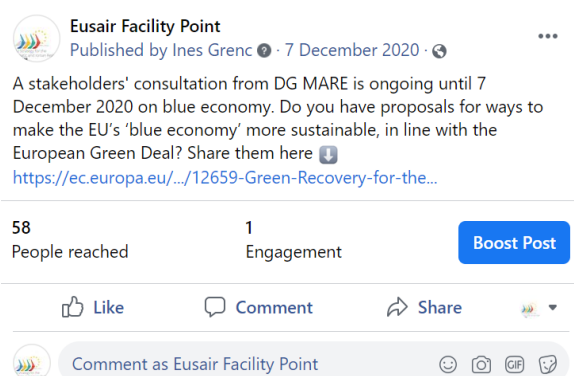 Eusair Facility Point
Published by Ines Grenc · 7 December 2020 ·
A stakeholders' consultation from DG MARE is ongoing until 7
December 2020 on blue economy. Do you have proposals for ways to
make the EU's 'blue economy' more sustainable, in line with the
European Green Deal? Share them here ⬇️
https://ec.europa.eu/.../12659-Green-Recovery-for-the...
58
People reached
1
Engagement
Boost Post
Like
Comment
Share
Comment as Eusair Facility Point
GIF